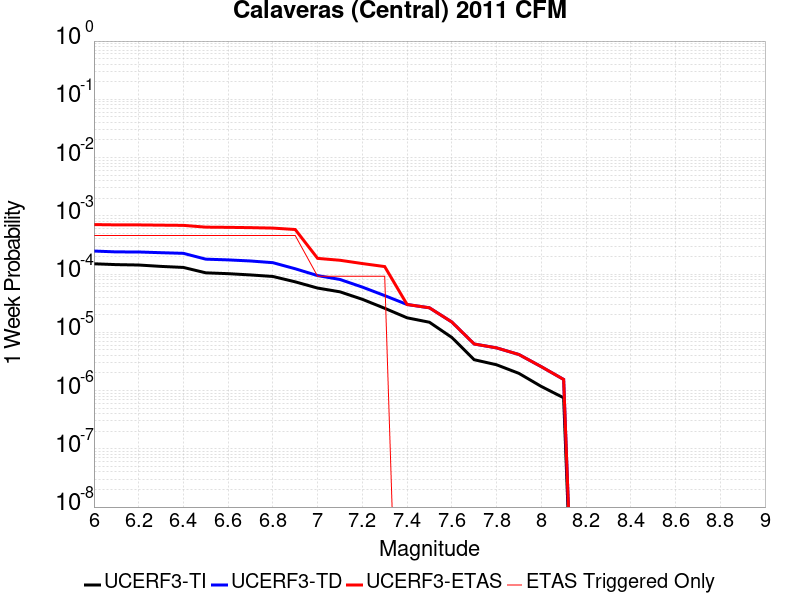 Calaveras (Central) 2011 CFM
10^0
10^-1
10^-2
10^-3
10^-4
10^-5
10^-6
10^-7
10^-8
1 Week Probability
6 6.2 6.4 6.6 6.8 7 7.2 7.4 7.6 7.8 8 8.2 8.4 8.6 8.8 9
Magnitude
UCERF3-TI UCERF3-TD UCERF3-ETAS ETAS Triggered Only